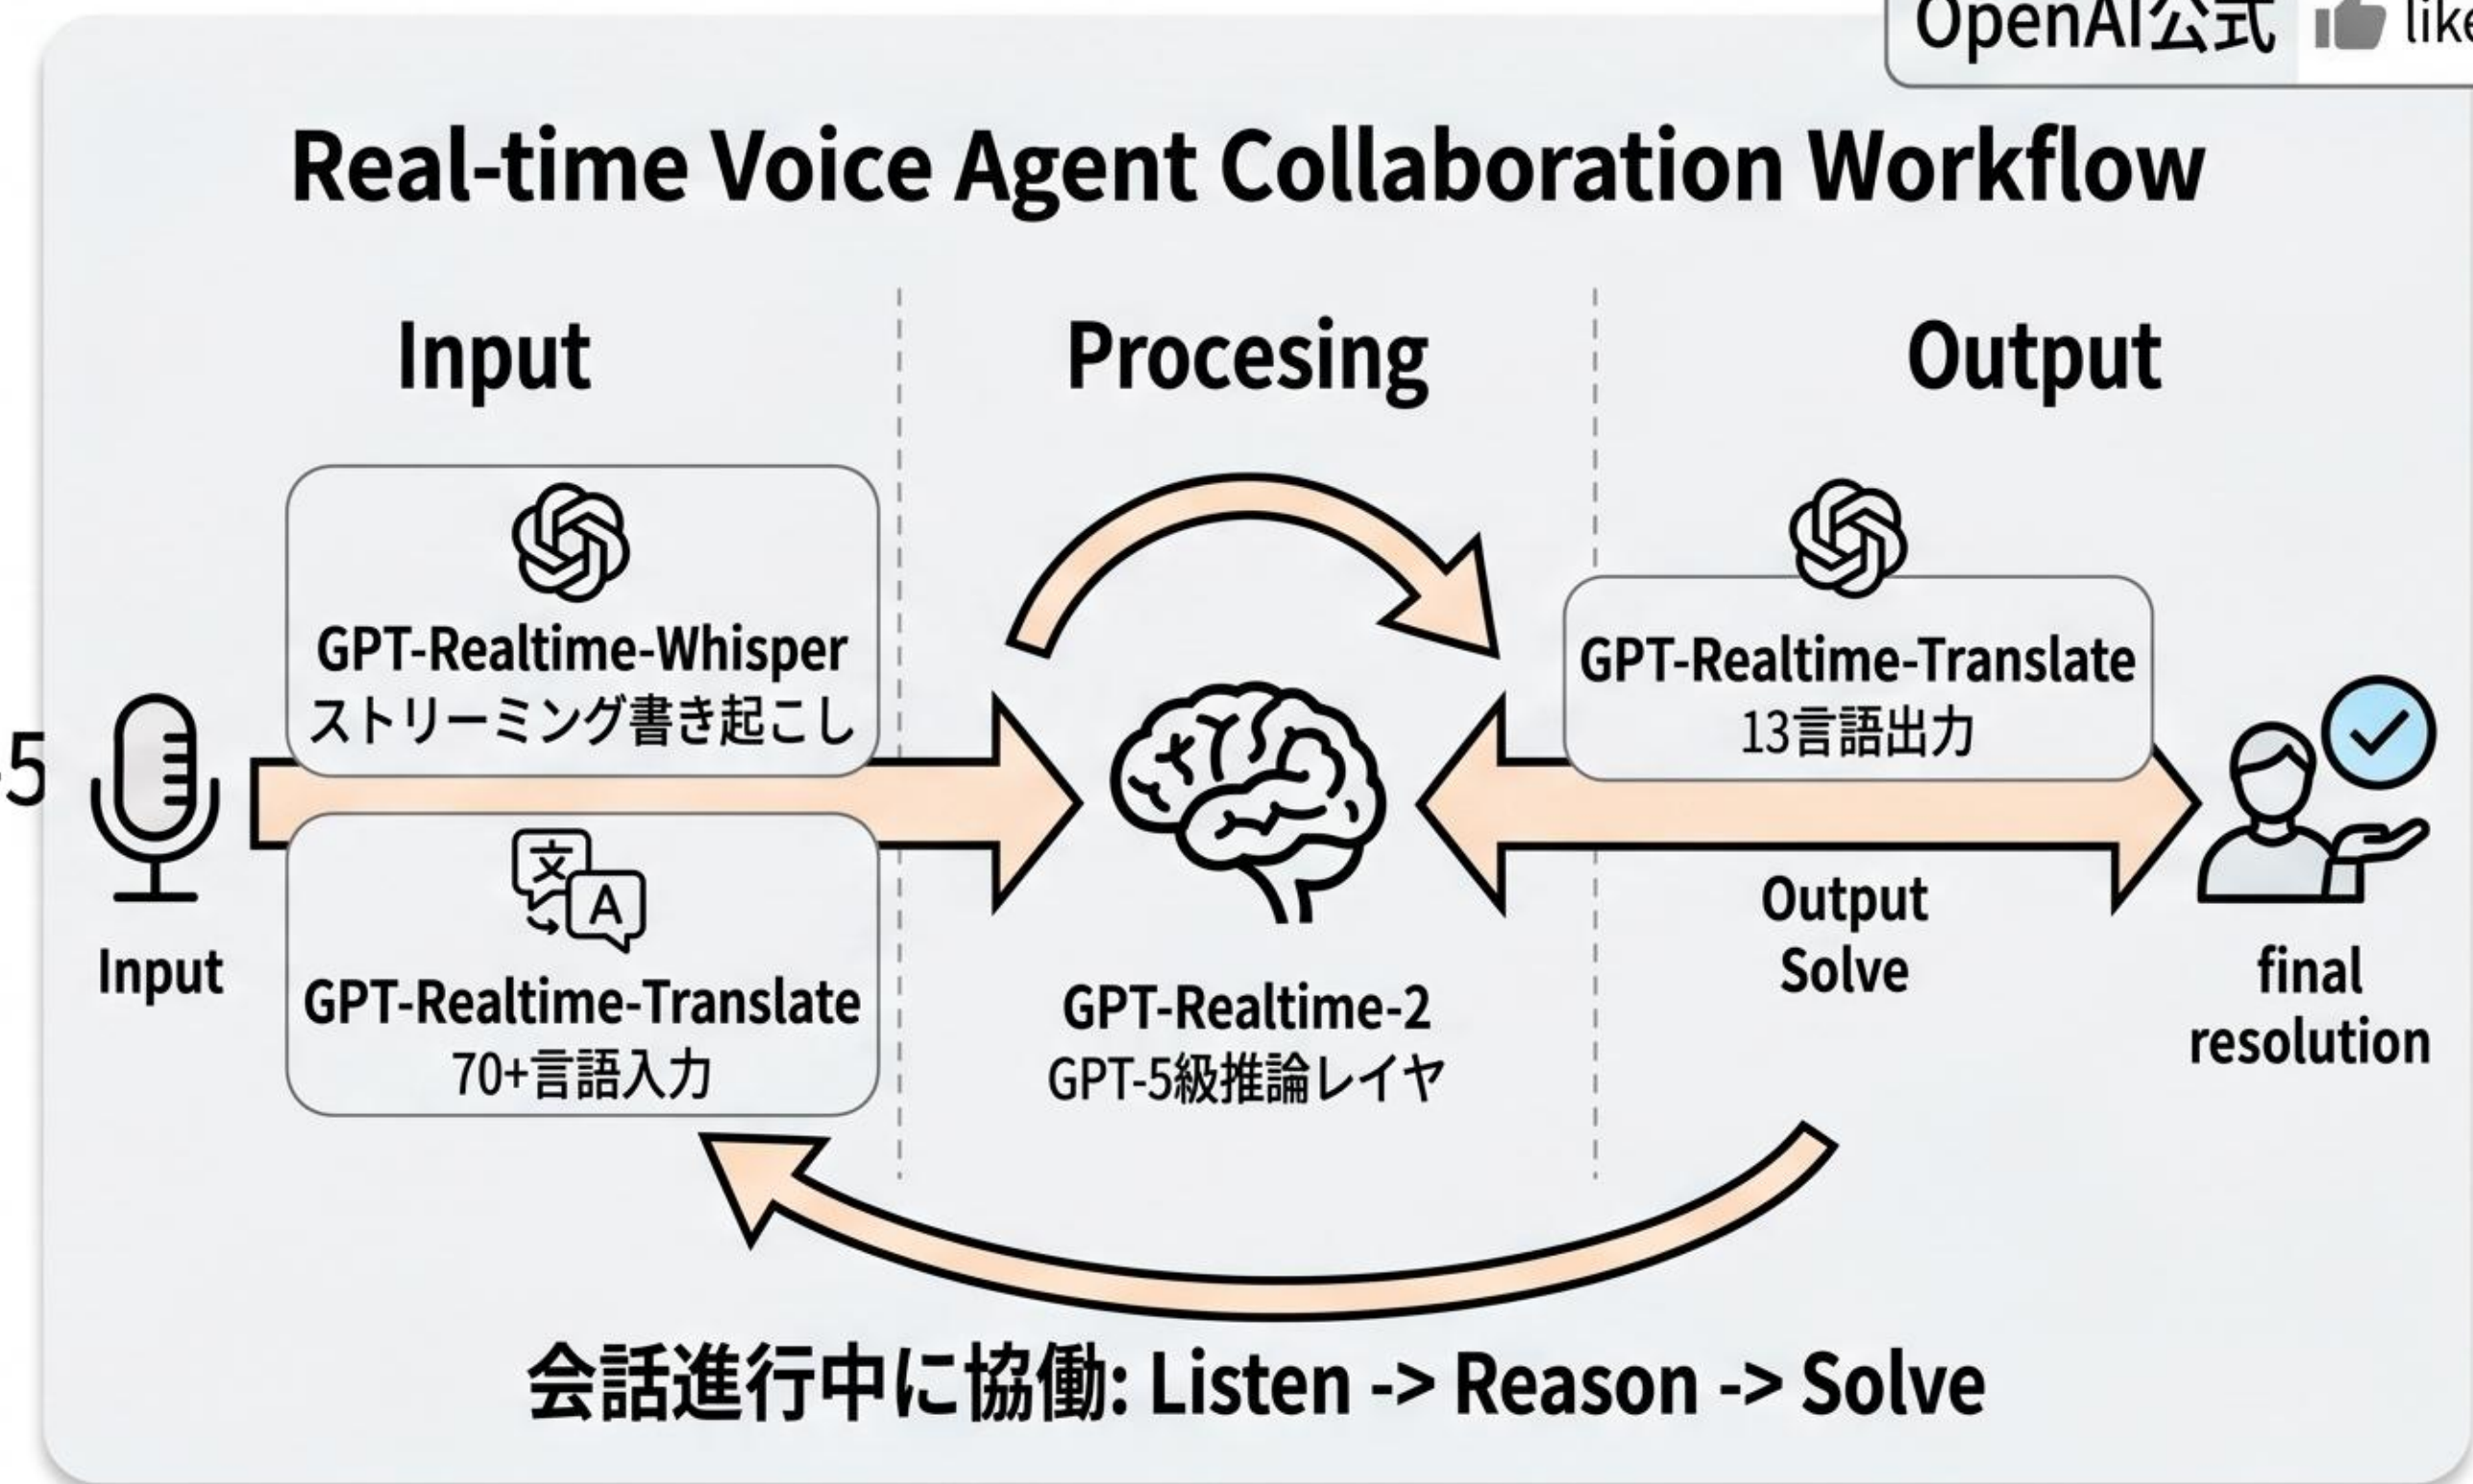 OpenAI公式
Real-time Voice Agent Collaboration Workflow
Input
Procesing
Output
GPT-Realtime-Whisper
ストリーミング書き起こし
文
A
GPT-Realtime-Translate
70+言語入力
Input
GPT-Realtime-2
GPT-5級推論レイヤ
GPT-Realtime-Translate
13言語出力
Output
Solve
final
resolution
会話進行中に協働: Listen -> Reason -> Solve